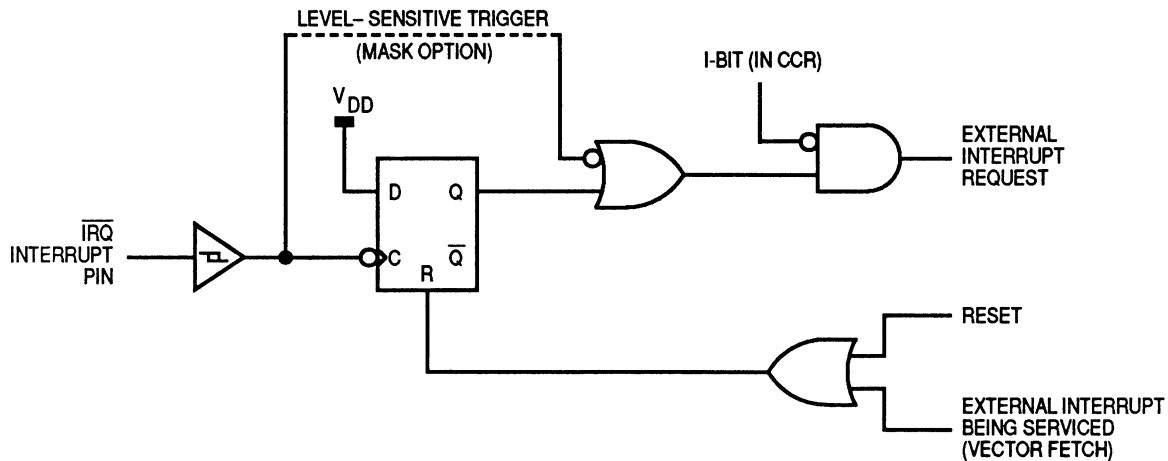 LEVEL– SENSITIVE TRIGGER
(MASK OPTION)
I-BIT (IN CCR)
VDD
EXTERNAL
INTERRUPT
REQUEST
D
Q
IRQ
INTERRUPT
PIN
C
Q
R
RESET
EXTERNAL INTERRUPT
BEING SERVICED
(VECTOR FETCH)